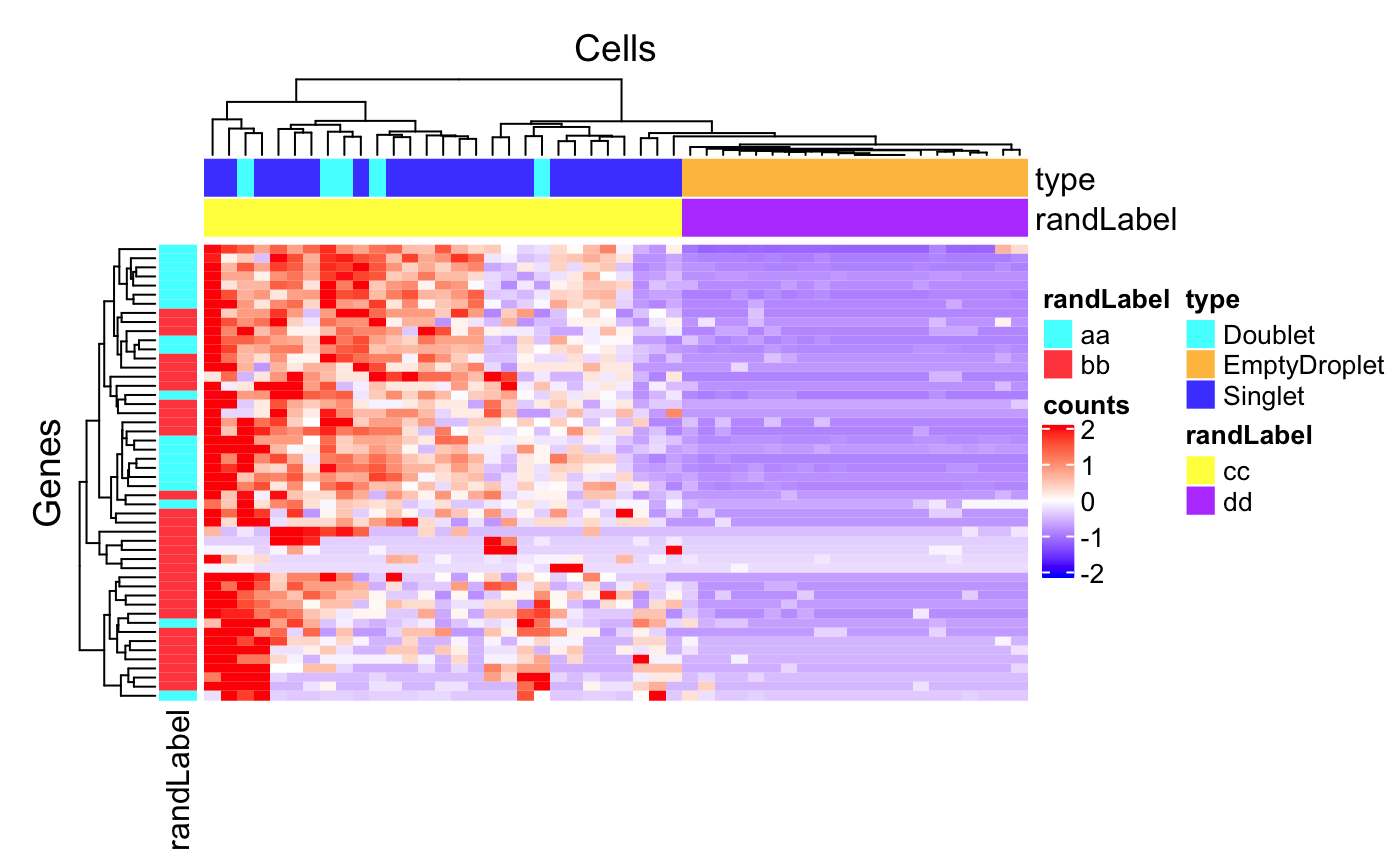 Cells
type
randLabel
Genes
randLabel
randLabel
aa
bb
counts
2
1
0
-1
-2
type
Doublet
EmptyDroplet
Singlet
randLabel
cc
dd